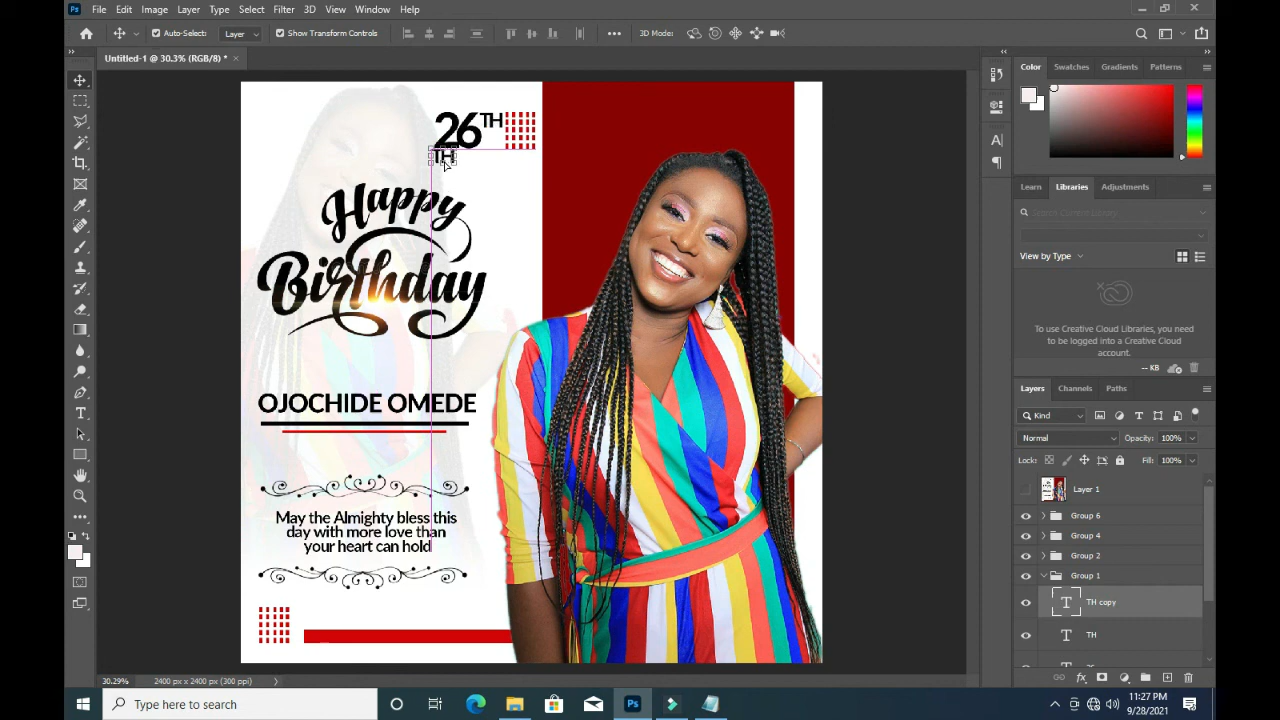 Ps File Edit Image Layer Type Select Filter 3D View Window Help
Auto-Select: Layer Show Transform Controls 3D Mode:
Untitled-1 @ 30.3% (RGB/8) *
26TH
TH
Happy
Birthday
OJOCHIDE OMEDE
May the Almighty bless this
day with more love than
your heart can hold
30.29% 2400 px x 2400 px (300 ppi)
Color Swatches Gradients Patterns
Learn Libraries Adjustments
Search Current Library
View by Type
To use Creative Cloud Libraries, you need
to be logged into a Creative Cloud
account.
-- KB
Layers Channels Paths
Kind
Normal Opacity: 100%
Lock: Fill: 100%
Layer 1
Group 6
Group 4
Group 2
Group 1
TH copy
TH
Type here to search
11:27 PM
9/28/2021